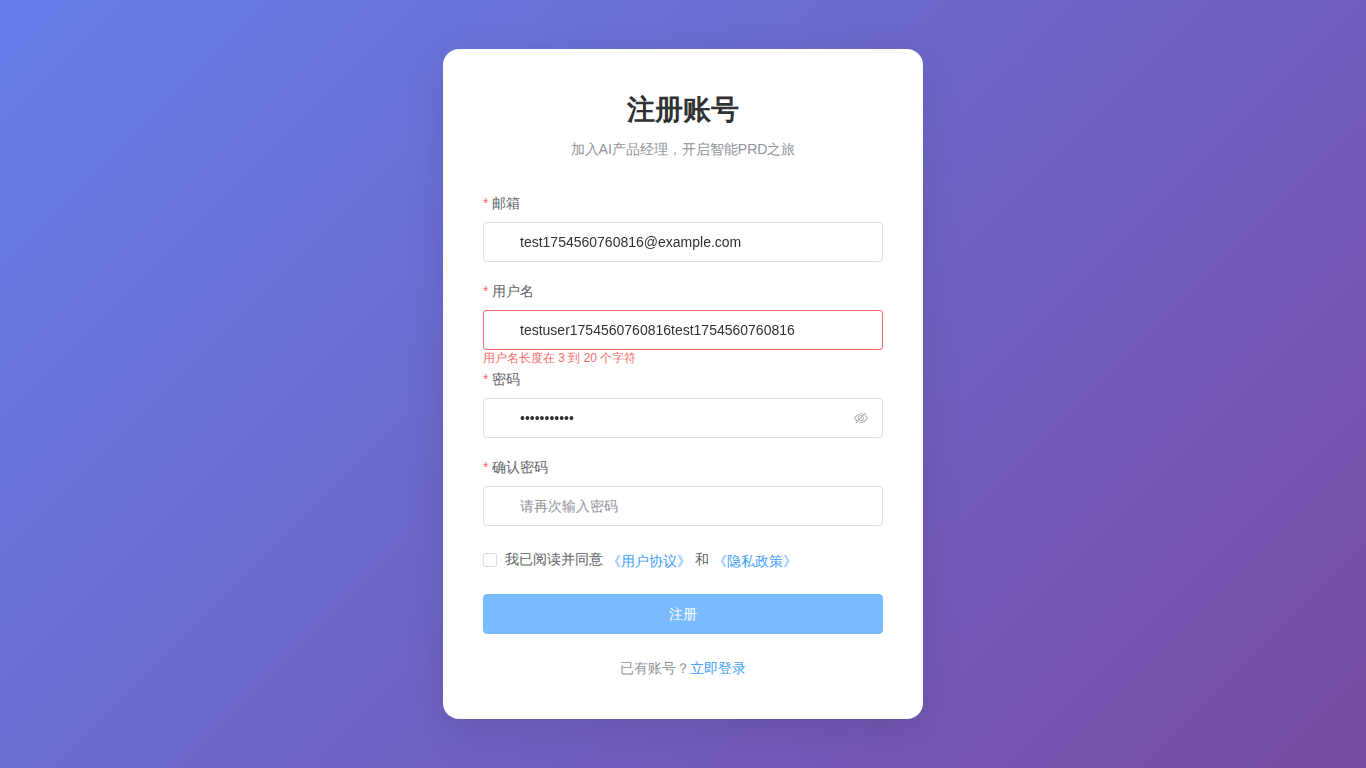 注册账号
加入AI产品经理，开启智能PRD之旅
* 邮箱
test1754560760816@example.com
* 用户名
testuser1754560760816test1754560760816
用户名长度在 3 到 20 个字符
* 密码
•••••••••••
* 确认密码
请再次输入密码
我已阅读并同意 《用户协议》 和 《隐私政策》
注册
已有账号？立即登录